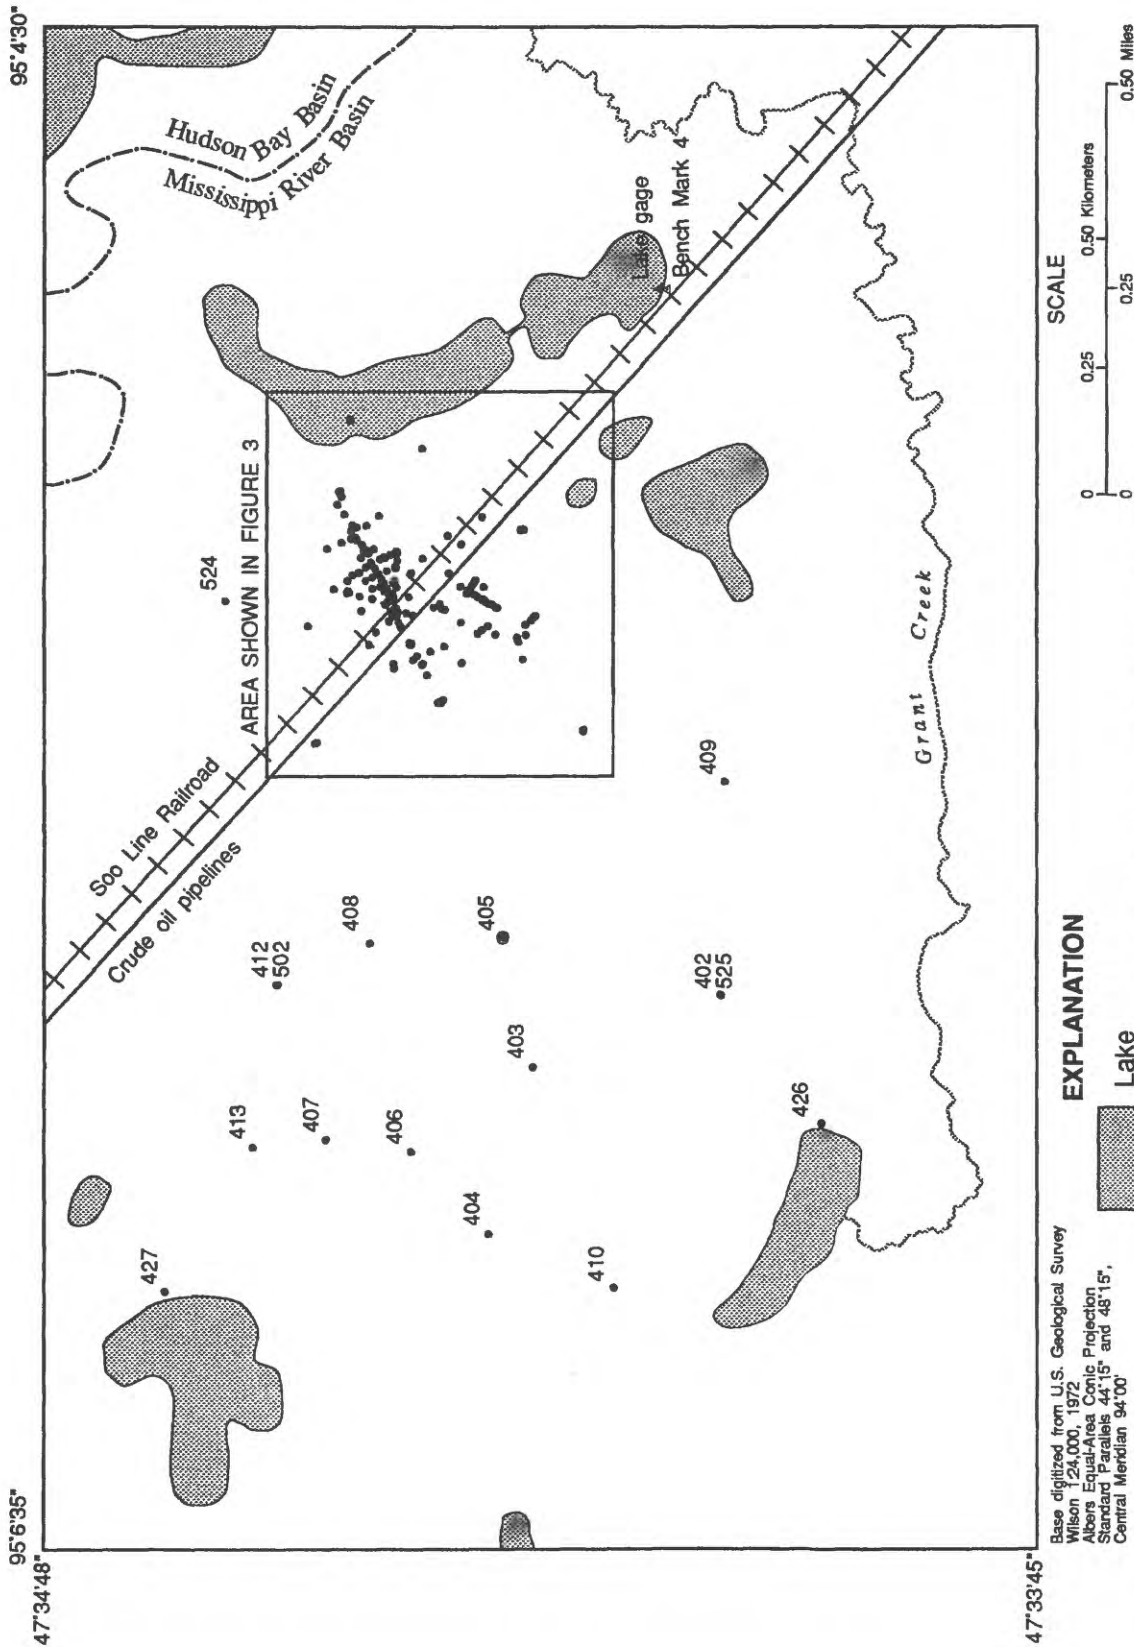 95°6'35"
95°4'30"
47°34'48"
Hudson Bay Basin
Mississippi River Basin
427
413
412
502
Soo Line Railroad
Crude oil pipelines
524
AREA SHOWN IN FIGURE 3
407
408
406
404
403
405
410
402
525
409
426
Lake gage
Bench Mark 4
Grant Creek
47°33'45"
Base digitized from U.S. Geological Survey
Wilson 1:24,000, 1972
Albers Equal-Area Conic Projection
Standard Parallels 44°15" and 48°15",
Central Meridian 94°00'
EXPLANATION
Lake
SCALE
0 0.25 0.50 Kilometers
0 0.25 0.50 Miles